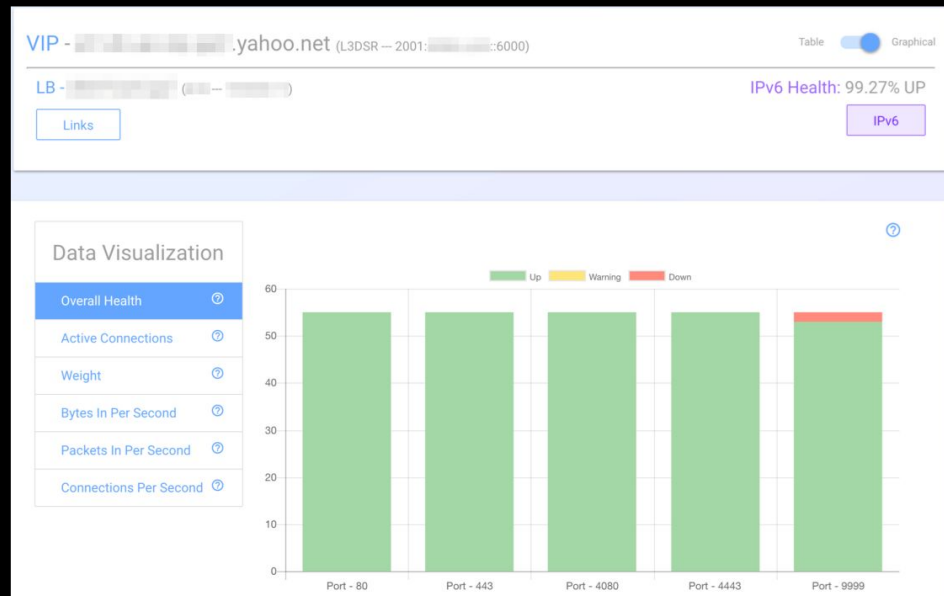 VIP - .yahoo.net (L3DSR — 2001: ::6000)
Table Graphical
LB - ( — )
IPv6 Health: 99.27% UP
Links
IPv6
Data Visualization
Overall Health
Active Connections
Weight
Bytes In Per Second
Packets In Per Second
Connections Per Second
Up Warning Down
60
50
40
30
20
10
0
Port - 80 Port - 443 Port - 4080 Port - 4443 Port - 9999